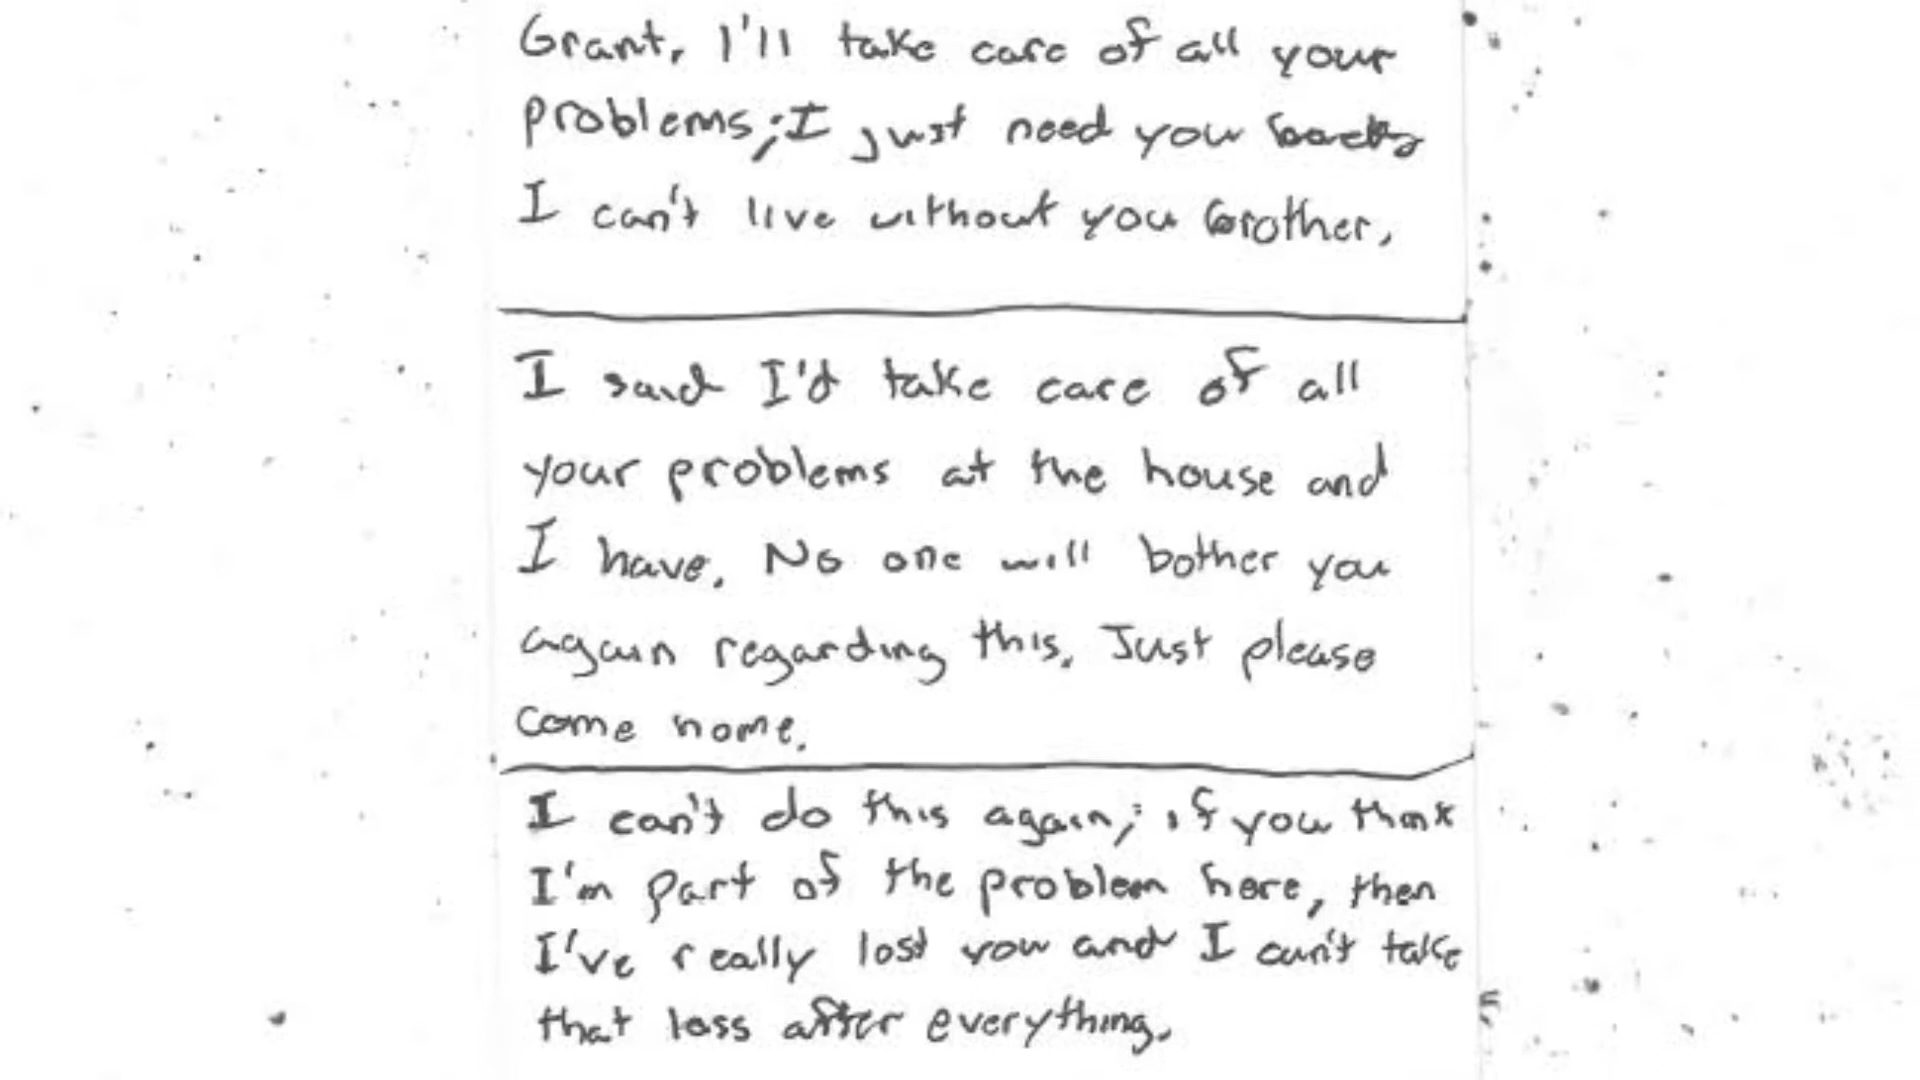 Grant, I'll take care of all your
problems; I just need you back,
I can't live without you brother.
I said I'd take care of all
your problems at the house and
I have. No one will bother you
again regarding this. Just please
come home.
I can't do this again; if you think
I'm part of the problem here, then
I've really lost you and I can't take
that loss after everything.